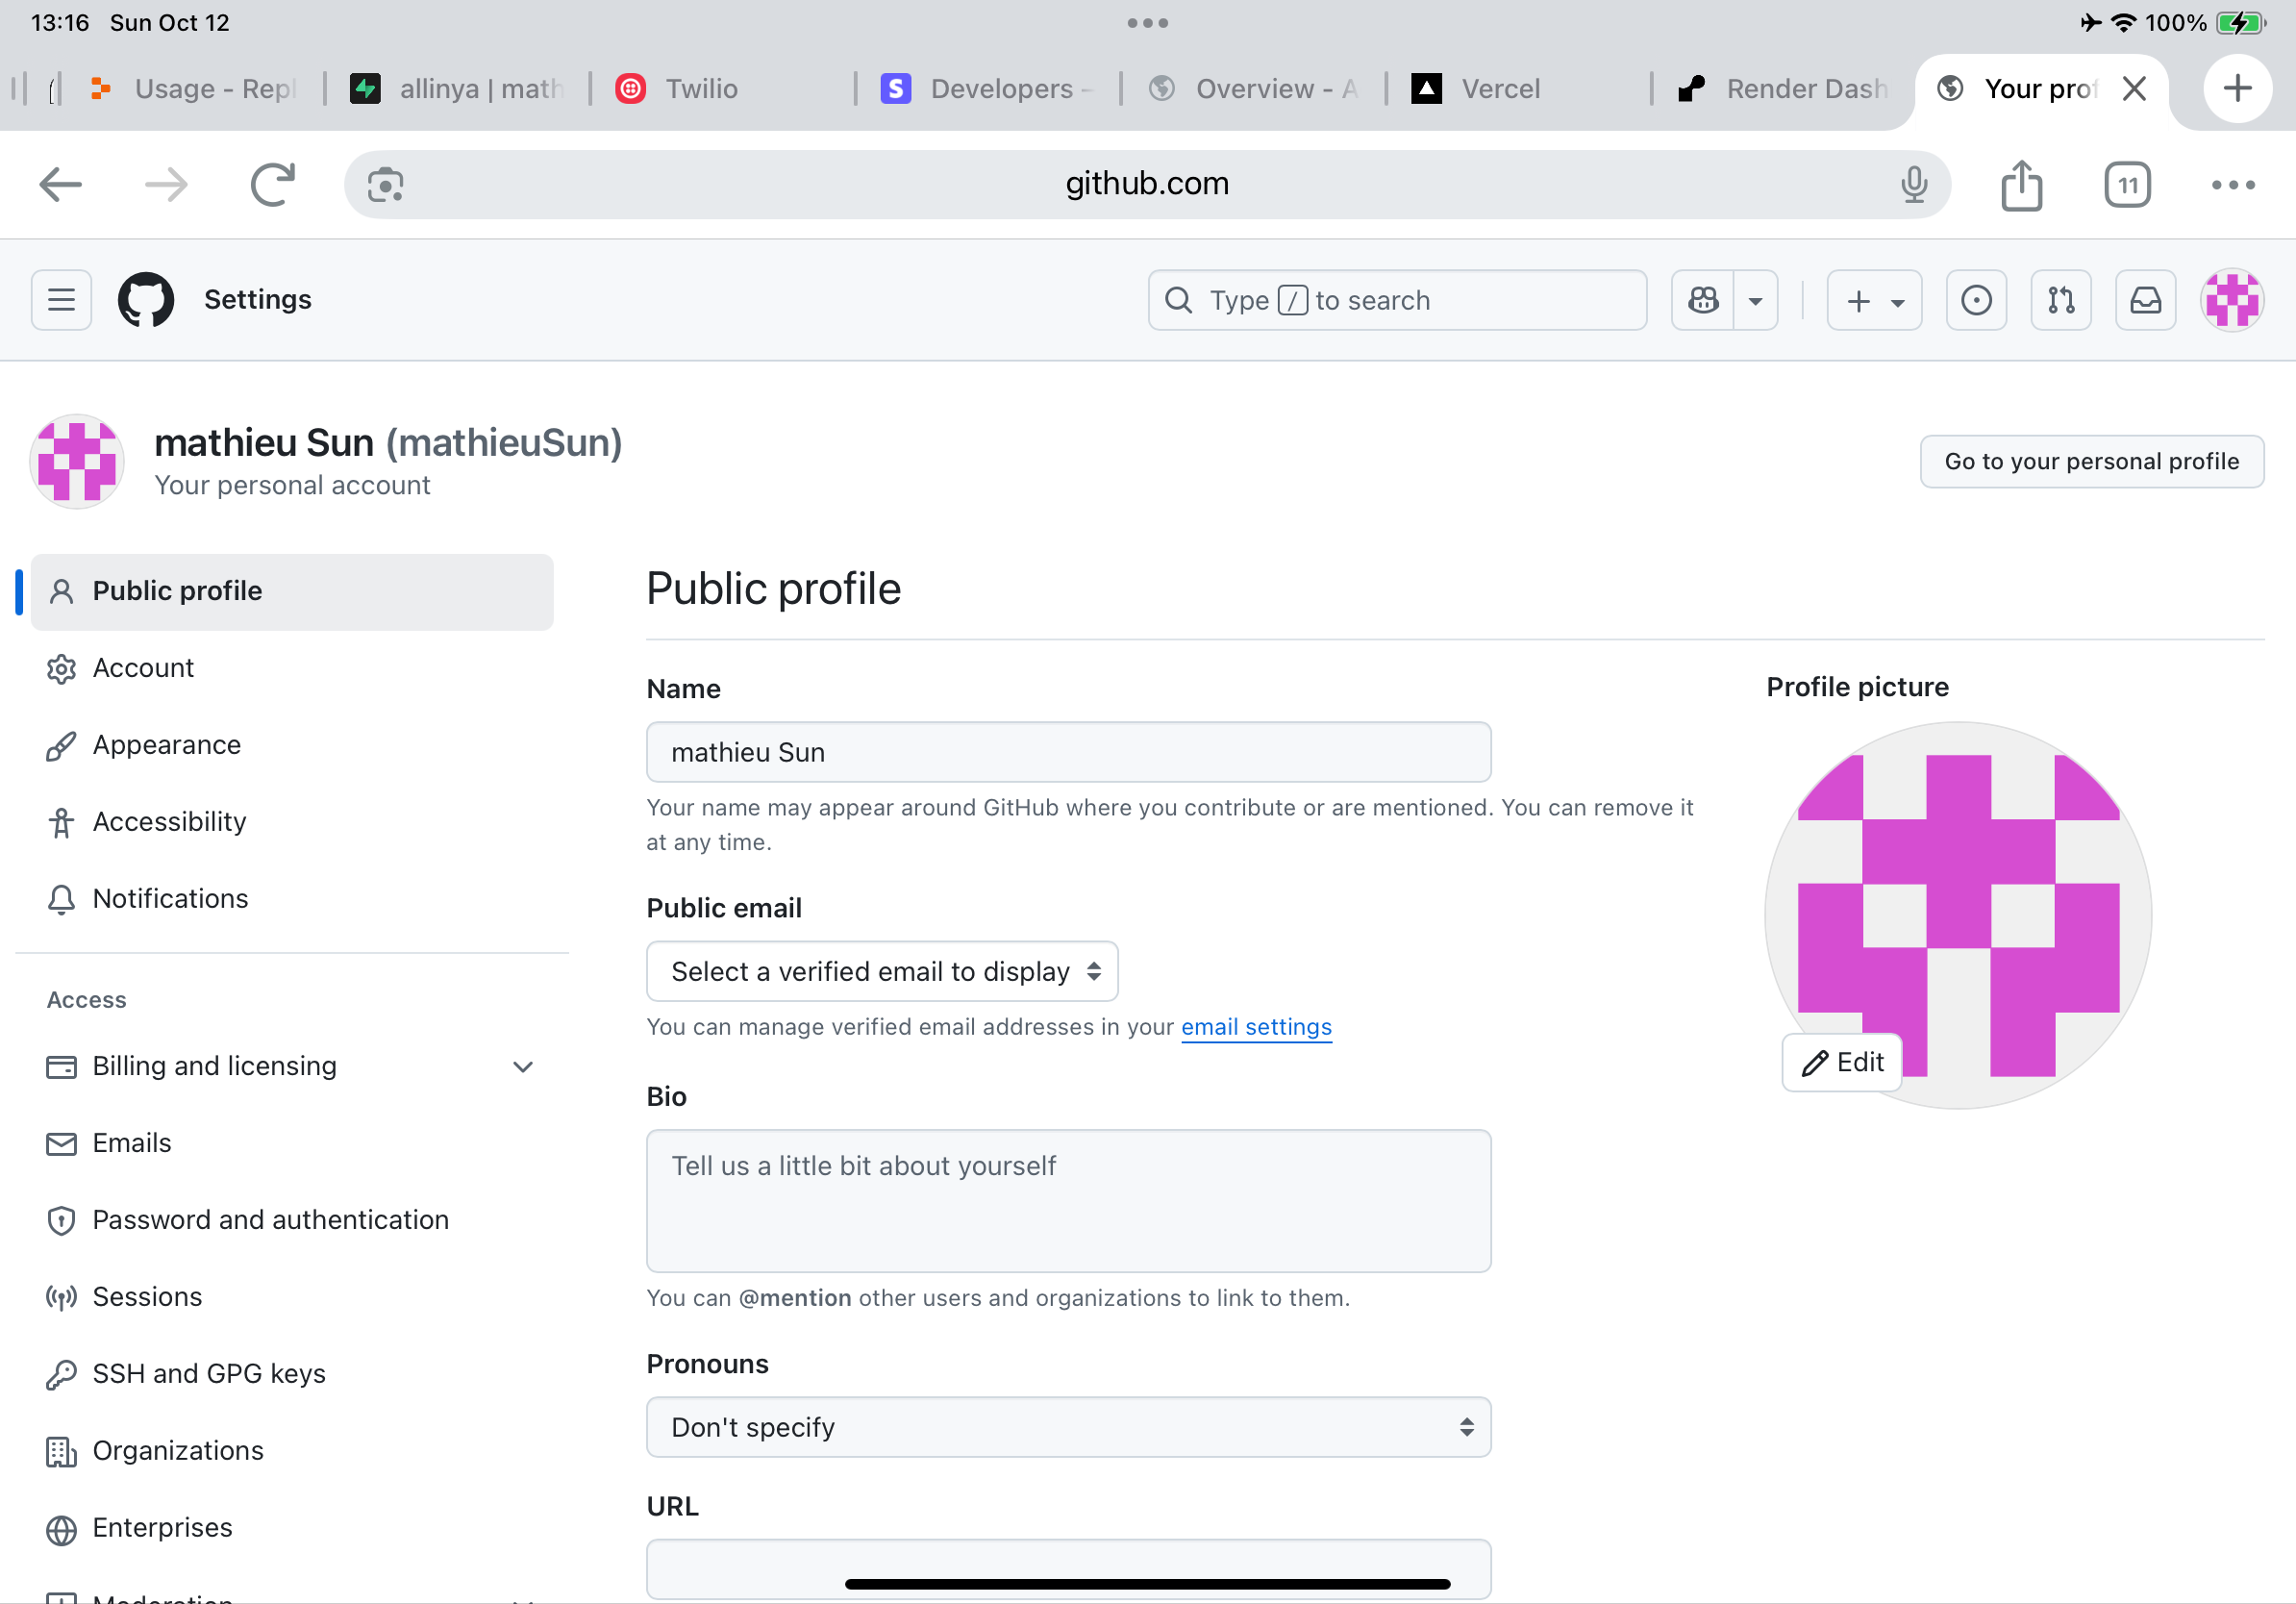 13:16 Sun Oct 12
100%
Usage - Repl
allinya | math
Twilio
Developers -
Overview - A
Vercel
Render Dash
Your prof
github.com
11
Settings
Type / to search
mathieu Sun (mathieuSun)
Your personal account
Go to your personal profile
Public profile
Account
Appearance
Accessibility
Notifications
Access
Billing and licensing
Emails
Password and authentication
Sessions
SSH and GPG keys
Organizations
Enterprises
Moderation
Public profile
Name
mathieu Sun
Your name may appear around GitHub where you contribute or are mentioned. You can remove it
at any time.
Public email
Select a verified email to display
You can manage verified email addresses in your email settings
Bio
Tell us a little bit about yourself
You can @mention other users and organizations to link to them.
Pronouns
Don't specify
URL
Profile picture
Edit